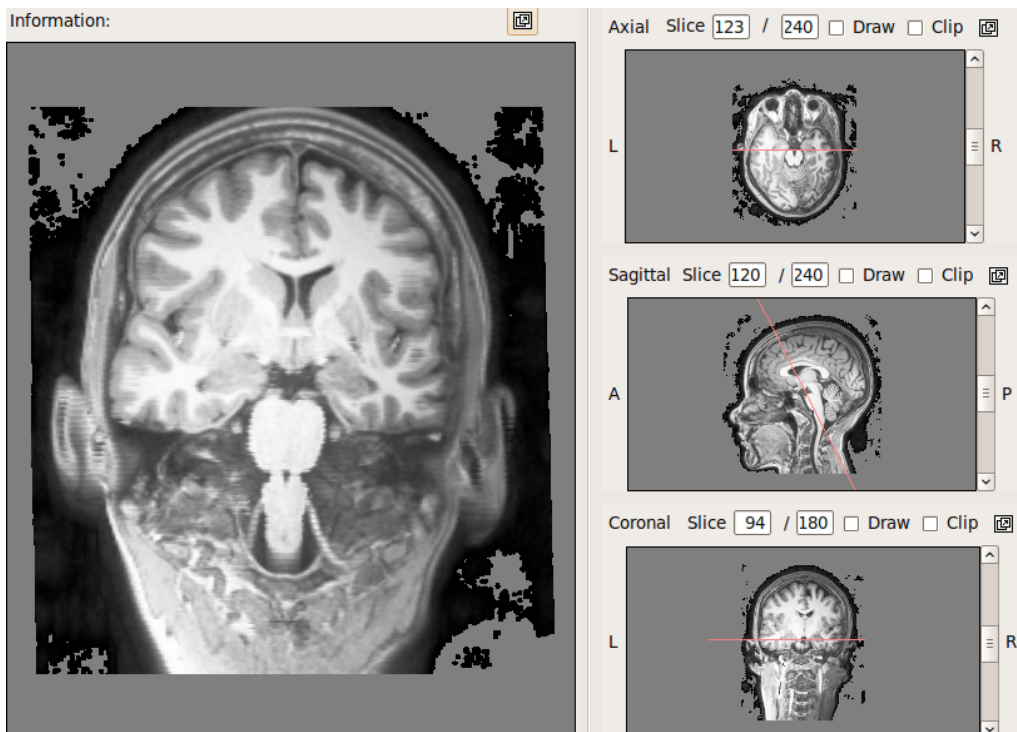 Information:
Axial Slice 123 / 240 Draw Clip
L R
Sagittal Slice 120 / 240 Draw Clip
A P
Coronal Slice 94 / 180 Draw Clip
L R